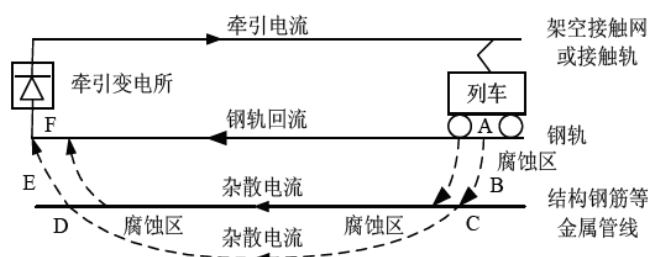 牵引电流
架空接触网
或接触轨
牵引变电所
列车
F
钢轨回流
A
钢轨
腐蚀区
E
杂散电流
B
结构钢筋等
金属管线
D
腐蚀区
腐蚀区
C
杂散电流